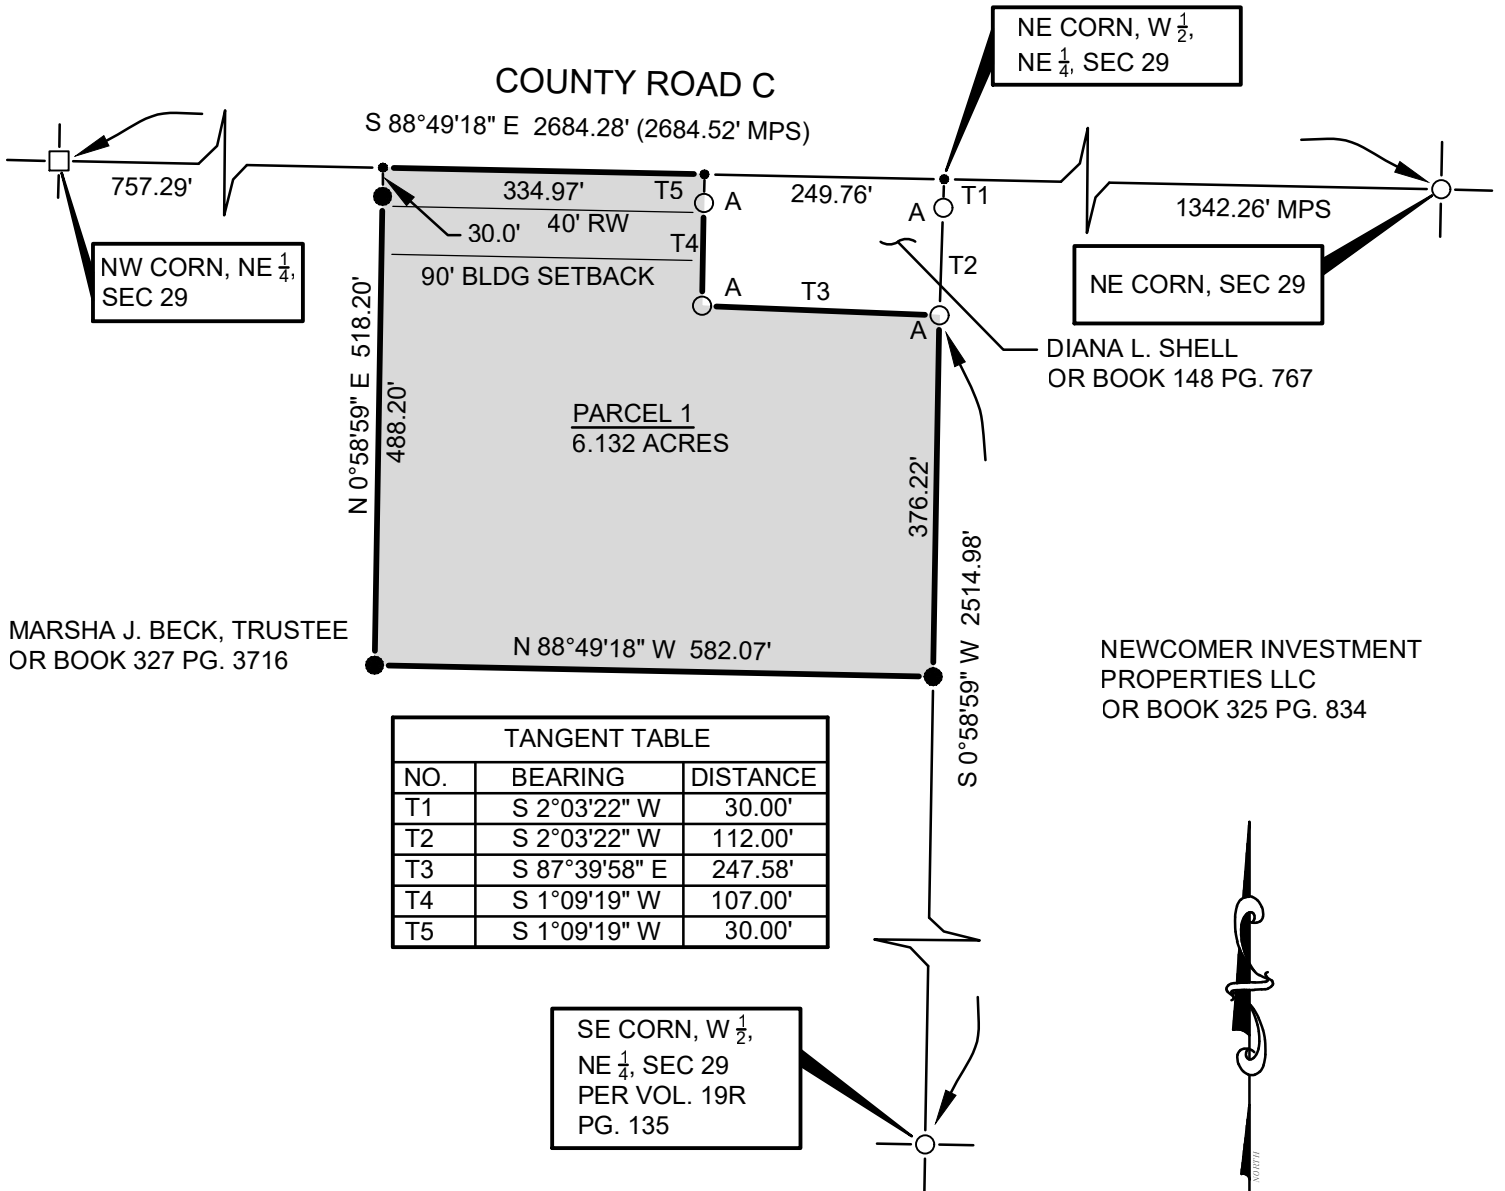 NE CORN, W 1/2,
NE 1/4, SEC 29
COUNTY ROAD C
S 88°49'18" E 2684.28' (2684.52' MPS)
757.29'
334.97'
T5
A
249.76'
A
T1
1342.26' MPS
30.0'
40' RW
T4
T2
NW CORN, NE 1/4,
SEC 29
90' BLDG SETBACK
A
T3
A
NE CORN, SEC 29
DIANA L. SHELL
OR BOOK 148 PG. 767
N 0°58'59" E 518.20'
488.20'
PARCEL 1
6.132 ACRES
376.22'
S 0°58'59" W 2514.98'
MARSHA J. BECK, TRUSTEE
OR BOOK 327 PG. 3716
N 88°49'18" W 582.07'
NEWCOMER INVESTMENT
PROPERTIES LLC
OR BOOK 325 PG. 834
TANGENT TABLE
NO. BEARING DISTANCE
T1 S 2°03'22" W 30.00'
T2 S 2°03'22" W 112.00'
T3 S 87°39'58" E 247.58'
T4 S 1°09'19" W 107.00'
T5 S 1°09'19" W 30.00'
SE CORN, W 1/2,
NE 1/4, SEC 29
PER VOL. 19R
PG. 135
NORTH